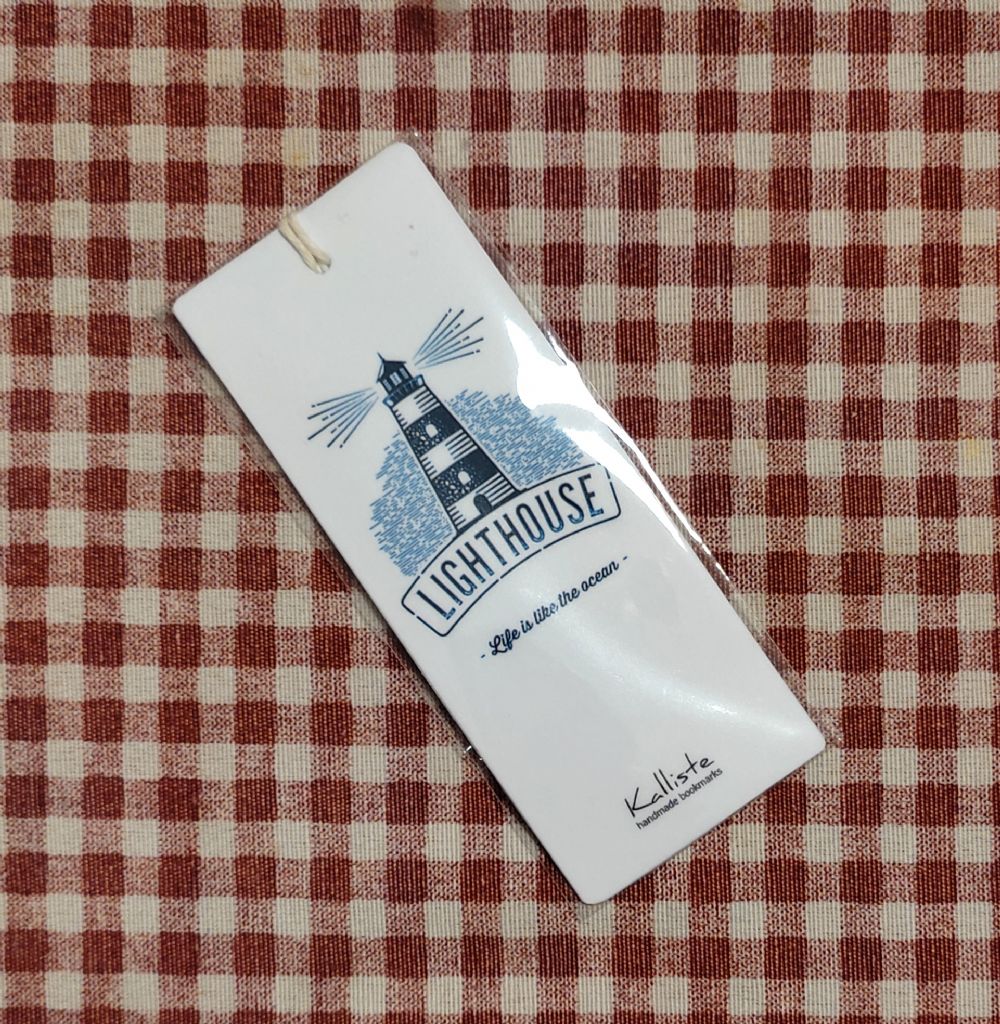 LIGHTHOUSE
- Life is like the ocean -
Kalliste
handmade bookmarks